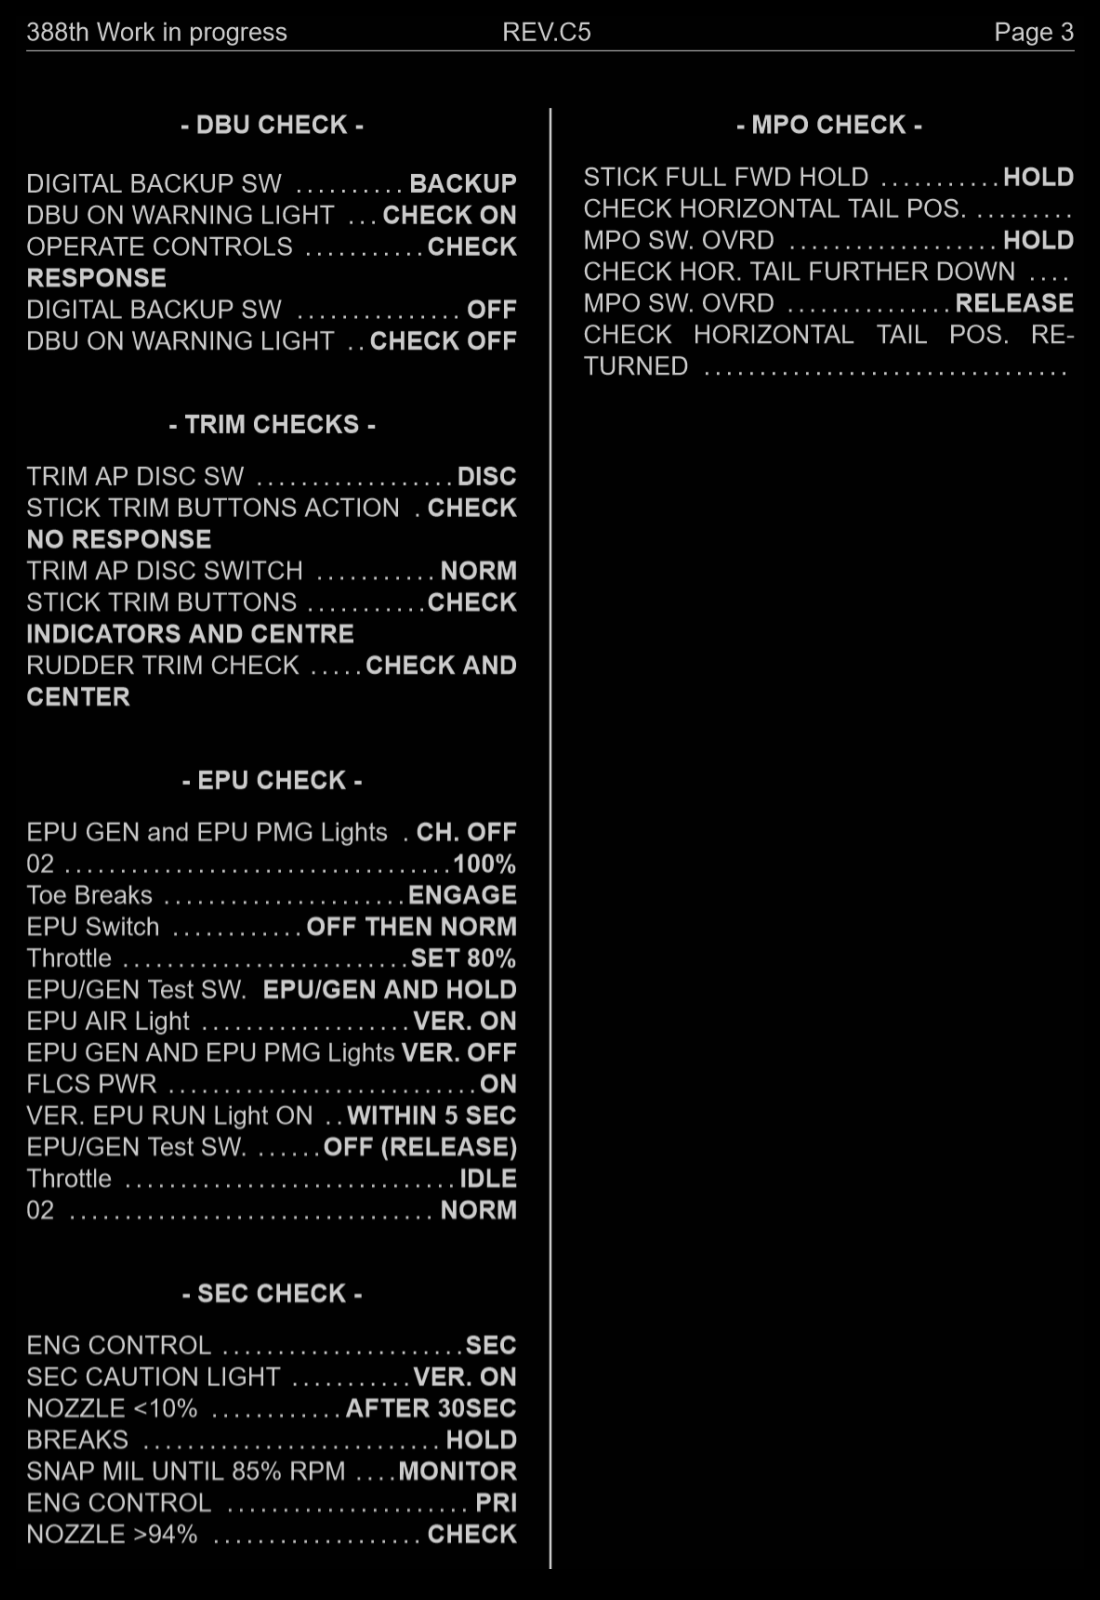 388th Work in progress REV.C5 Page 3
- DBU CHECK -
DIGITAL BACKUP SW .......... BACKUP
DBU ON WARNING LIGHT ... CHECK ON
OPERATE CONTROLS ........... CHECK
RESPONSE
DIGITAL BACKUP SW ............... OFF
DBU ON WARNING LIGHT .. CHECK OFF
- TRIM CHECKS -
TRIM AP DISC SW .................. DISC
STICK TRIM BUTTONS ACTION . CHECK
NO RESPONSE
TRIM AP DISC SWITCH ........... NORM
STICK TRIM BUTTONS ........... CHECK
INDICATORS AND CENTRE
RUDDER TRIM CHECK ..... CHECK AND
CENTER
- EPU CHECK -
EPU GEN and EPU PMG Lights . CH. OFF
02 ................................... 100%
Toe Breaks ...................... ENGAGE
EPU Switch ............ OFF THEN NORM
Throttle .......................... SET 80%
EPU/GEN Test SW. EPU/GEN AND HOLD
EPU AIR Light ................... VER. ON
EPU GEN AND EPU PMG Lights VER. OFF
FLCS PWR ............................ ON
VER. EPU RUN Light ON .. WITHIN 5 SEC
EPU/GEN Test SW. ...... OFF (RELEASE)
Throttle .............................. IDLE
02 ................................. NORM
- SEC CHECK -
ENG CONTROL ...................... SEC
SEC CAUTION LIGHT ........... VER. ON
NOZZLE <10% ............ AFTER 30SEC
BREAKS ........................... HOLD
SNAP MIL UNTIL 85% RPM .... MONITOR
ENG CONTROL ...................... PRI
NOZZLE >94% ................... CHECK
- MPO CHECK -
STICK FULL FWD HOLD ........... HOLD
CHECK HORIZONTAL TAIL POS. .........
MPO SW. OVRD ................... HOLD
CHECK HOR. TAIL FURTHER DOWN ....
MPO SW. OVRD ............... RELEASE
CHECK HORIZONTAL TAIL POS. RE-
TURNED .................................